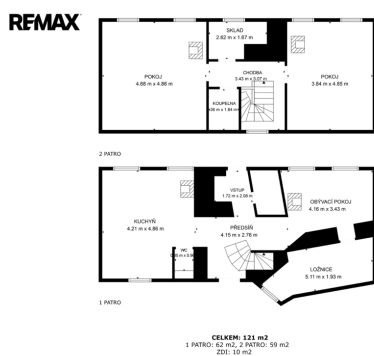 RE/MAX
SKLAD
2.62 m x 1.67 m
POKOJ
4.68 m x 4.86 m
CHODBA
3.43 m x 3.07 m
POKOJ
3.84 m x 4.85 m
KOUPELNA
2 PATRO
VSTUP
1.72 m x 2.08 m
KUCHYŇ
4.21 m x 4.86 m
OBÝVACÍ POKOJ
4.16 m x 3.43 m
PŘEDSÍŇ
4.15 m x 2.76 m
WC
LOŽNICE
5.11 m x 1.93 m
1 PATRO
CELKEM: 121 m2
1 PATRO: 62 m2, 2 PATRO: 59 m2
ZDI: 10 m2